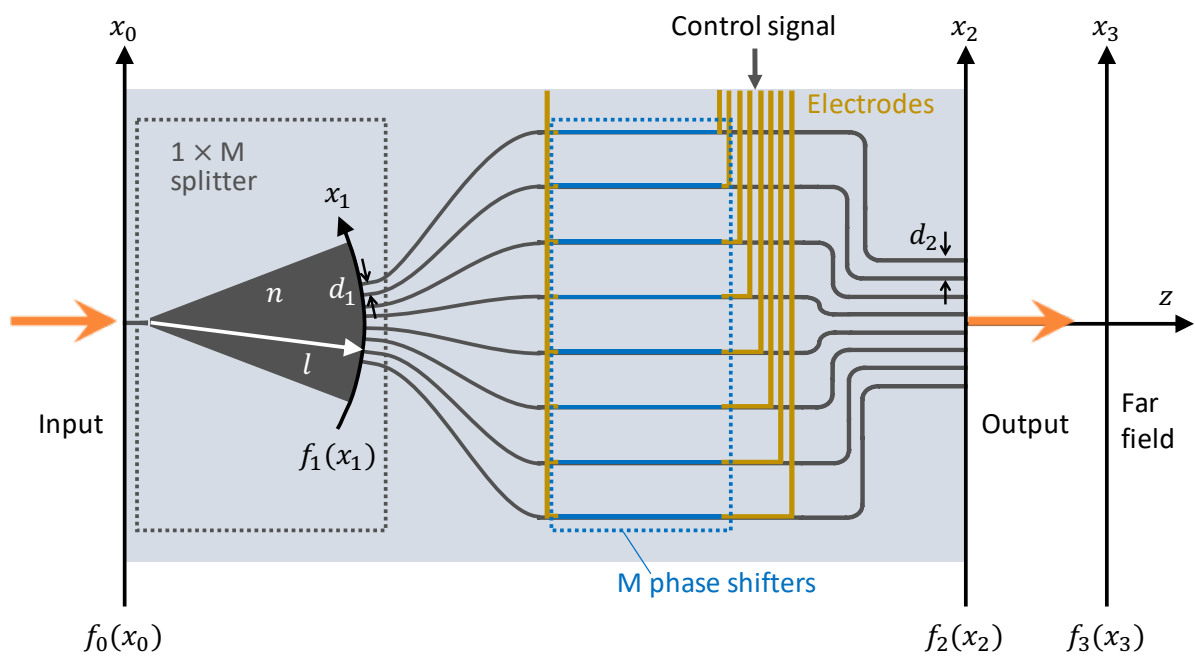 x₀
Control signal
x₂
x₃
Electrodes
1 × M
splitter
x₁
d₂
n
d₁
z
l
Input
Output
Far
field
f₁(x₁)
M phase shifters
f₀(x₀)
f₂(x₂)
f₃(x₃)